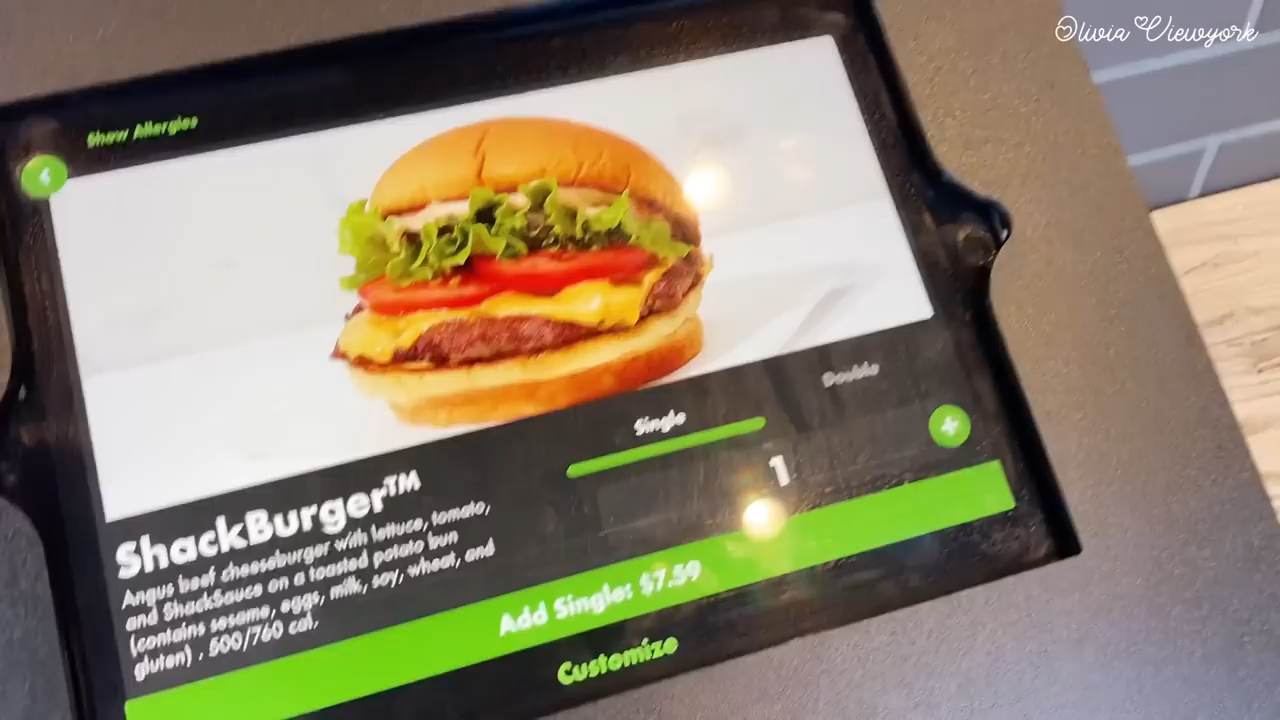 Olivia Viewyork
Show Allergies
Single
Double
1
ShackBurger™
Angus beef cheeseburger with lettuce, tomato,
and ShackSauce on a toasted potato bun
(contains sesame, eggs, milk, soy, wheat, and
gluten) . 500/760 cal.
Add Single: $7.59
Customize